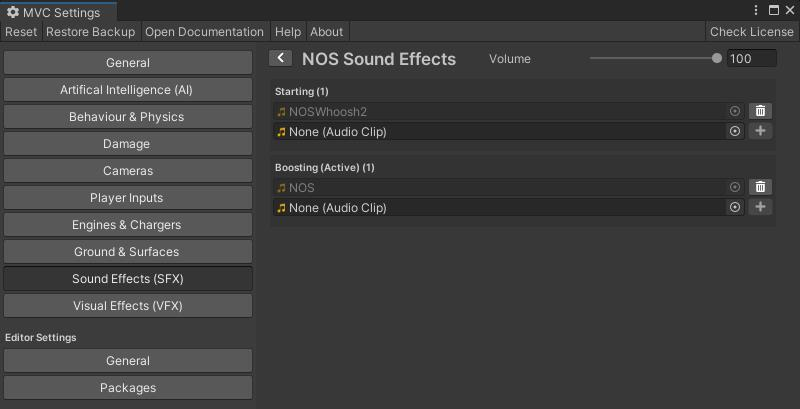 MVC Settings
Reset Restore Backup Open Documentation Help About Check License
General
Artifical Intelligence (AI)
Behaviour & Physics
Damage
Cameras
Player Inputs
Engines & Chargers
Ground & Surfaces
Sound Effects (SFX)
Visual Effects (VFX)
Editor Settings
General
Packages
NOS Sound Effects Volume 100
Starting (1)
NOSWhoosh2
None (Audio Clip)
Boosting (Active) (1)
NOS
None (Audio Clip)